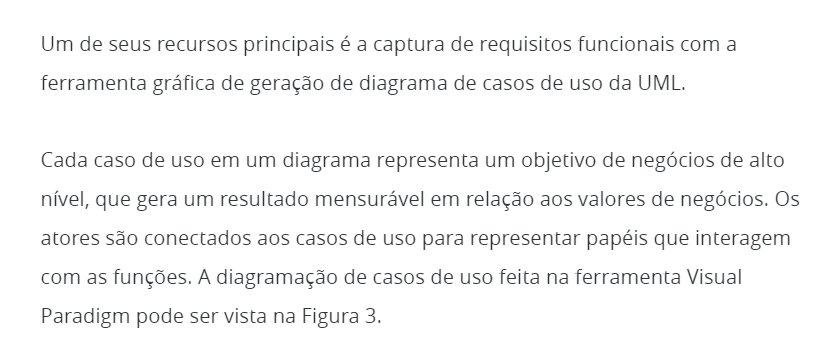 Um de seus recursos principais é a captura de requisitos funcionais com a
ferramenta gráfica de geração de diagrama de casos de uso da UML.
Cada caso de uso em um diagrama representa um objetivo de negócios de alto
nível, que gera um resultado mensurável em relação aos valores de negócios. Os
atores são conectados aos casos de uso para representar papéis que interagem
com as funções. A diagramação de casos de uso feita na ferramenta Visual
Paradigm pode ser vista na Figura 3.